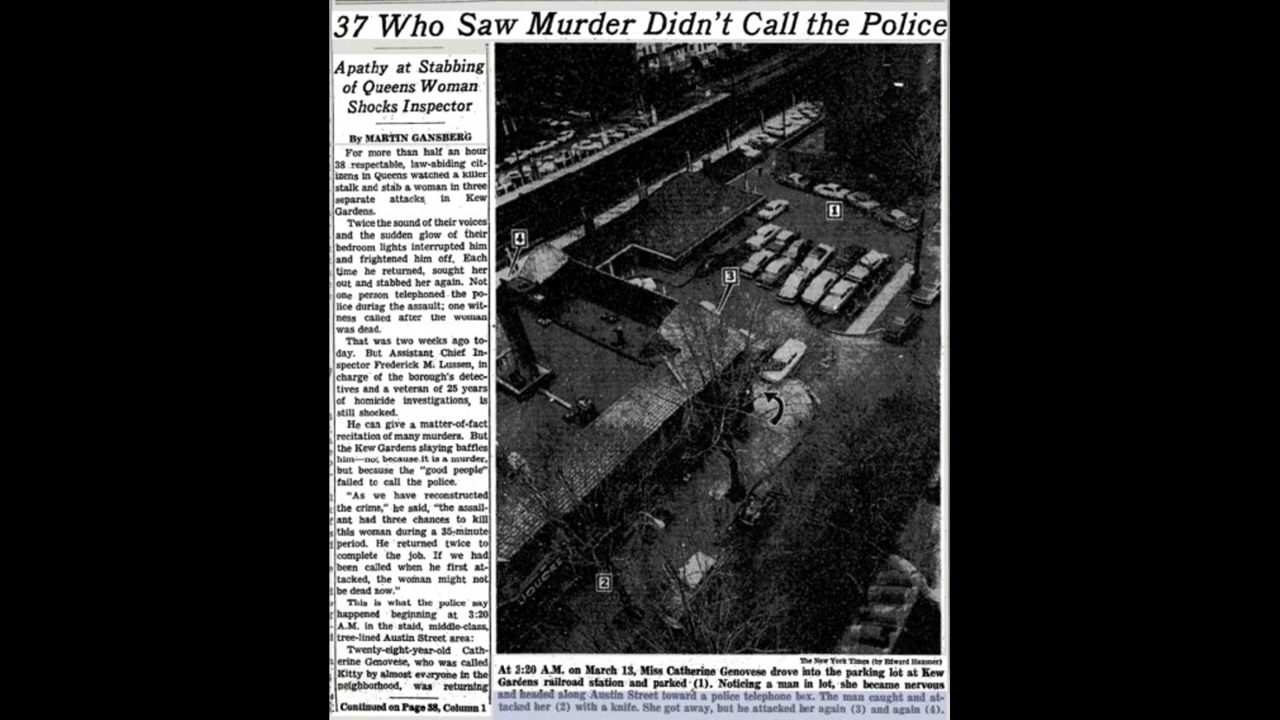 37 Who Saw Murder Didn't Call the Police
Apathy at Stabbing
of Queens Woman
Shocks Inspector
By MARTIN GANSBERG
For more than half an hour
38 respectable, law-abiding cit-
izens in Queens watched a killer
stalk and stab a woman in three
separate attacks in Kew
Gardens.
Twice the sound of their voices
and the sudden glow of their
bedroom lights interrupted him
and frightened him off. Each
time he returned, sought her
out and stabbed her again. Not
one person telephoned the po-
lice during the assault; one wit-
ness called after the woman
was dead.
That was two weeks ago to-
day. But Assistant Chief In-
spector Frederick M. Lussen, in
charge of the borough's detec-
tives and a veteran of 25 years
of homicide investigations, is
still shocked.
He can give a matter-of-fact
recitation of many murders. But
the Kew Gardens slaying baffles
him—not because it is a murder,
but because the "good people"
failed to call the police.
"As we have reconstructed
the crime," he said, "the assail-
ant had three chances to kill
this woman during a 35-minute
period. He returned twice to
complete the job. If we had
been called when he first at-
tacked, the woman might not
be dead now."
This is what the police say
happened beginning at 3:20
A.M. in the staid, middle-class,
tree-lined Austin Street area:
Twenty-eight-year-old Cath-
erine Genovese, who was called
Kitty by almost everyone in the
neighborhood, was returning
Continued on Page 38, Column 1
1
4
3
2
The New York Times (by Edward Hausner)
At 3:20 A.M. on March 13, Miss Catherine Genovese drove into the parking lot at Kew
Gardens railroad station and parked (1). Noticing a man in lot, she became nervous
and headed along Austin Street toward a police telephone box. The man caught and at-
tacked her (2) with a knife. She got away, but he attacked her again (3) and again (4).